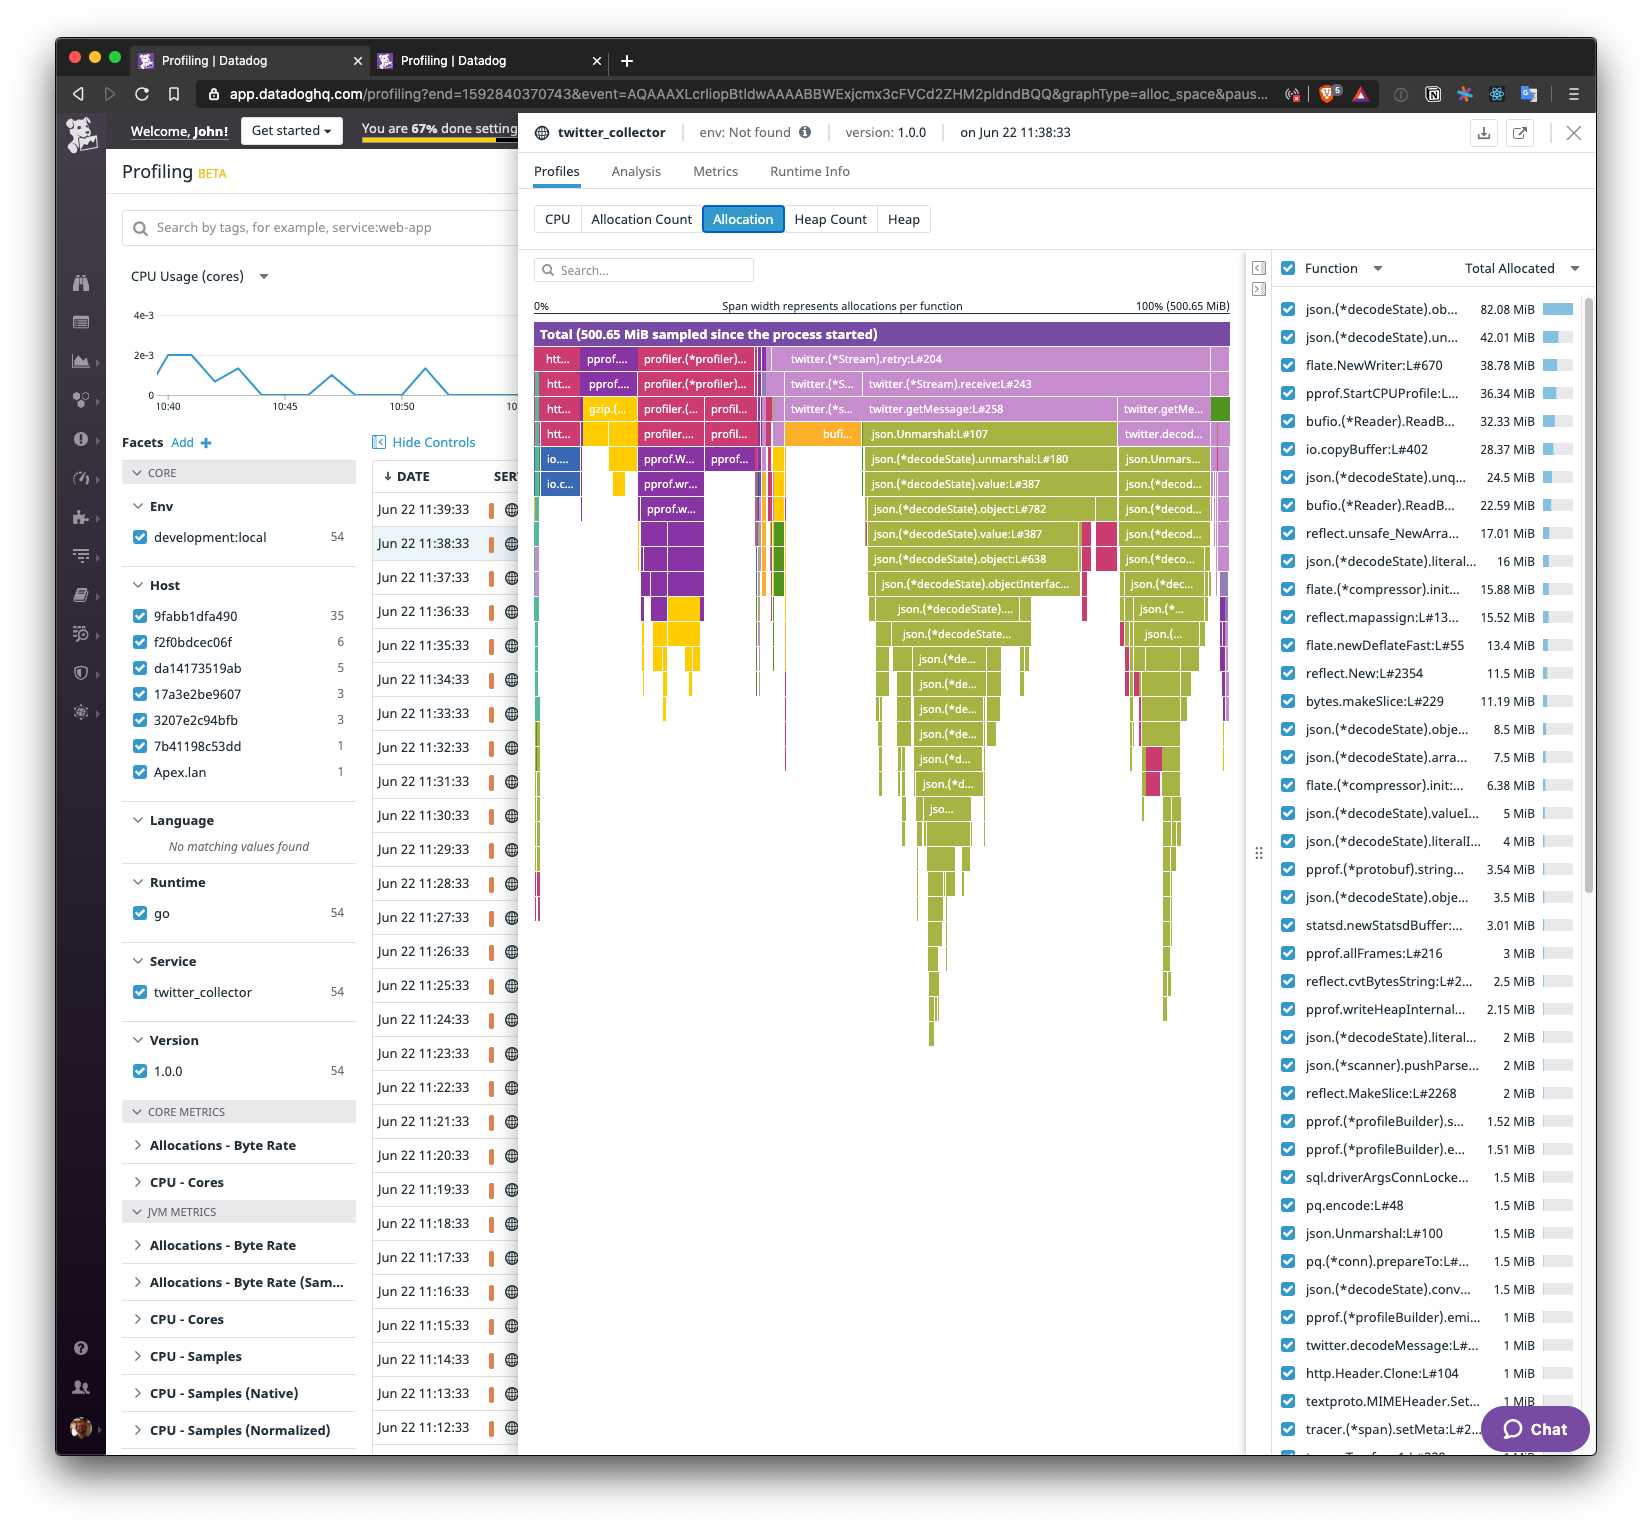 Profiling | Datadog
Profiling | Datadog
app.datadoghq.com/profiling?end=1592840370743&event=AQAAAXLcrliopBtldwAAAABBWExjcmx3cFVCd2ZHM2pldndBQQ&graphType=alloc_space&paus...
5
Welcome, John!
Get started
You are 67% done setting
Profiling BETA
Search by tags, for example, service:web-app
CPU Usage (cores)
4e-3
2e-3
0
10:40
10:45
10:50
10
Facets Add
Hide Controls
CORE
Env
development:local 54
Host
9fabb1dfa490 35
f2f0bdcec06f 6
da14173519ab 5
17a3e2be9607 3
3207e2c94bfb 3
7b41198c53dd 1
Apex.lan 1
Language
No matching values found
Runtime
go 54
Service
twitter_collector 54
Version
1.0.0 54
CORE METRICS
Allocations - Byte Rate
CPU - Cores
JVM METRICS
Allocations - Byte Rate
Allocations - Byte Rate (Sam...
CPU - Cores
CPU - Samples
CPU - Samples (Native)
CPU - Samples (Normalized)
DATE SER
Jun 22 11:39:33
Jun 22 11:38:33
Jun 22 11:37:33
Jun 22 11:36:33
Jun 22 11:35:33
Jun 22 11:34:33
Jun 22 11:33:33
Jun 22 11:32:33
Jun 22 11:31:33
Jun 22 11:30:33
Jun 22 11:29:33
Jun 22 11:28:33
Jun 22 11:27:33
Jun 22 11:26:33
Jun 22 11:25:33
Jun 22 11:24:33
Jun 22 11:23:33
Jun 22 11:22:33
Jun 22 11:21:33
Jun 22 11:20:33
Jun 22 11:19:33
Jun 22 11:18:33
Jun 22 11:17:33
Jun 22 11:16:33
Jun 22 11:15:33
Jun 22 11:14:33
Jun 22 11:13:33
Jun 22 11:12:33
twitter_collector env: Not found version: 1.0.0 on Jun 22 11:38:33
Profiles Analysis Metrics Runtime Info
CPU Allocation Count Allocation Heap Count Heap
Search...
0% Span width represents allocations per function 100% (500.65 MiB)
Total (500.65 MiB sampled since the process started)
htt... pprof.... profiler.(*profiler)... twitter.(*Stream).retry:L#204
htt... pprof.... profiler.(*profiler)... twitter.(*S... twitter.(*Stream).receive:L#243
htt... gzip.(... profiler.(... profil... twitter.(*s... twitter.getMessage:L#258 twitter.getMe...
htt... profiler.... profil... bufi... json.Unmarshal:L#107 twitter.decod...
io.... pprof.W... pprof... json.(*decodeState).unmarshal:L#180 json.Unmars...
io.c... pprof.wr... json.(*decodeState).value:L#387 json.(*decod...
pprof.w... json.(*decodeState).object:L#782 json.(*decod...
json.(*decodeState).value:L#387 json.(*decod...
json.(*decodeState).object:L#638 json.(*deco...
json.(*decodeState).objectInterfac... json.(*dec...
json.(*decodeState).... json.(*...
json.(*decodeState... json.(...
json.(*de...
json.(*de...
json.(*de...
json.(*de...
json.(*d...
json.(*d...
jso...
Function Total Allocated
json.(*decodeState).ob... 82.08 MiB
json.(*decodeState).un... 42.01 MiB
flate.NewWriter:L#670 38.78 MiB
pprof.StartCPUProfile:L... 36.34 MiB
bufio.(*Reader).ReadB... 32.33 MiB
io.copyBuffer:L#402 28.37 MiB
json.(*decodeState).unq... 24.5 MiB
bufio.(*Reader).ReadB... 22.59 MiB
reflect.unsafe_NewArra... 17.01 MiB
json.(*decodeState).literal... 16 MiB
flate.(*compressor).init... 15.88 MiB
reflect.mapassign:L#13... 15.52 MiB
flate.newDeflateFast:L#55 13.4 MiB
reflect.New:L#2354 11.5 MiB
bytes.makeSlice:L#229 11.19 MiB
json.(*decodeState).obje... 8.5 MiB
json.(*decodeState).arra... 7.5 MiB
flate.(*compressor).init:... 6.38 MiB
json.(*decodeState).valueI... 5 MiB
json.(*decodeState).literalI... 4 MiB
pprof.(*protobuf).string... 3.54 MiB
json.(*decodeState).obje... 3.5 MiB
statsd.newStatsdBuffer:... 3.01 MiB
pprof.allFrames:L#216 3 MiB
reflect.cvtBytesString:L#2... 2.5 MiB
pprof.writeHeapInternal... 2.15 MiB
json.(*decodeState).literal... 2 MiB
json.(*scanner).pushParse... 2 MiB
reflect.MakeSlice:L#2268 2 MiB
pprof.(*profileBuilder).s... 1.52 MiB
pprof.(*profileBuilder).e... 1.51 MiB
sql.driverArgsConnLocke... 1.5 MiB
pq.encode:L#48 1.5 MiB
json.Unmarshal:L#100 1.5 MiB
pq.(*conn).prepareTo:L#... 1.5 MiB
json.(*decodeState).conv... 1.5 MiB
pprof.(*profileBuilder).emi... 1 MiB
twitter.decodeMessage:L#... 1 MiB
http.Header.Clone:L#104 1 MiB
textproto.MIMEHeader.Set... 1 MiB
tracer.(*span).setMeta:L#2...
Chat